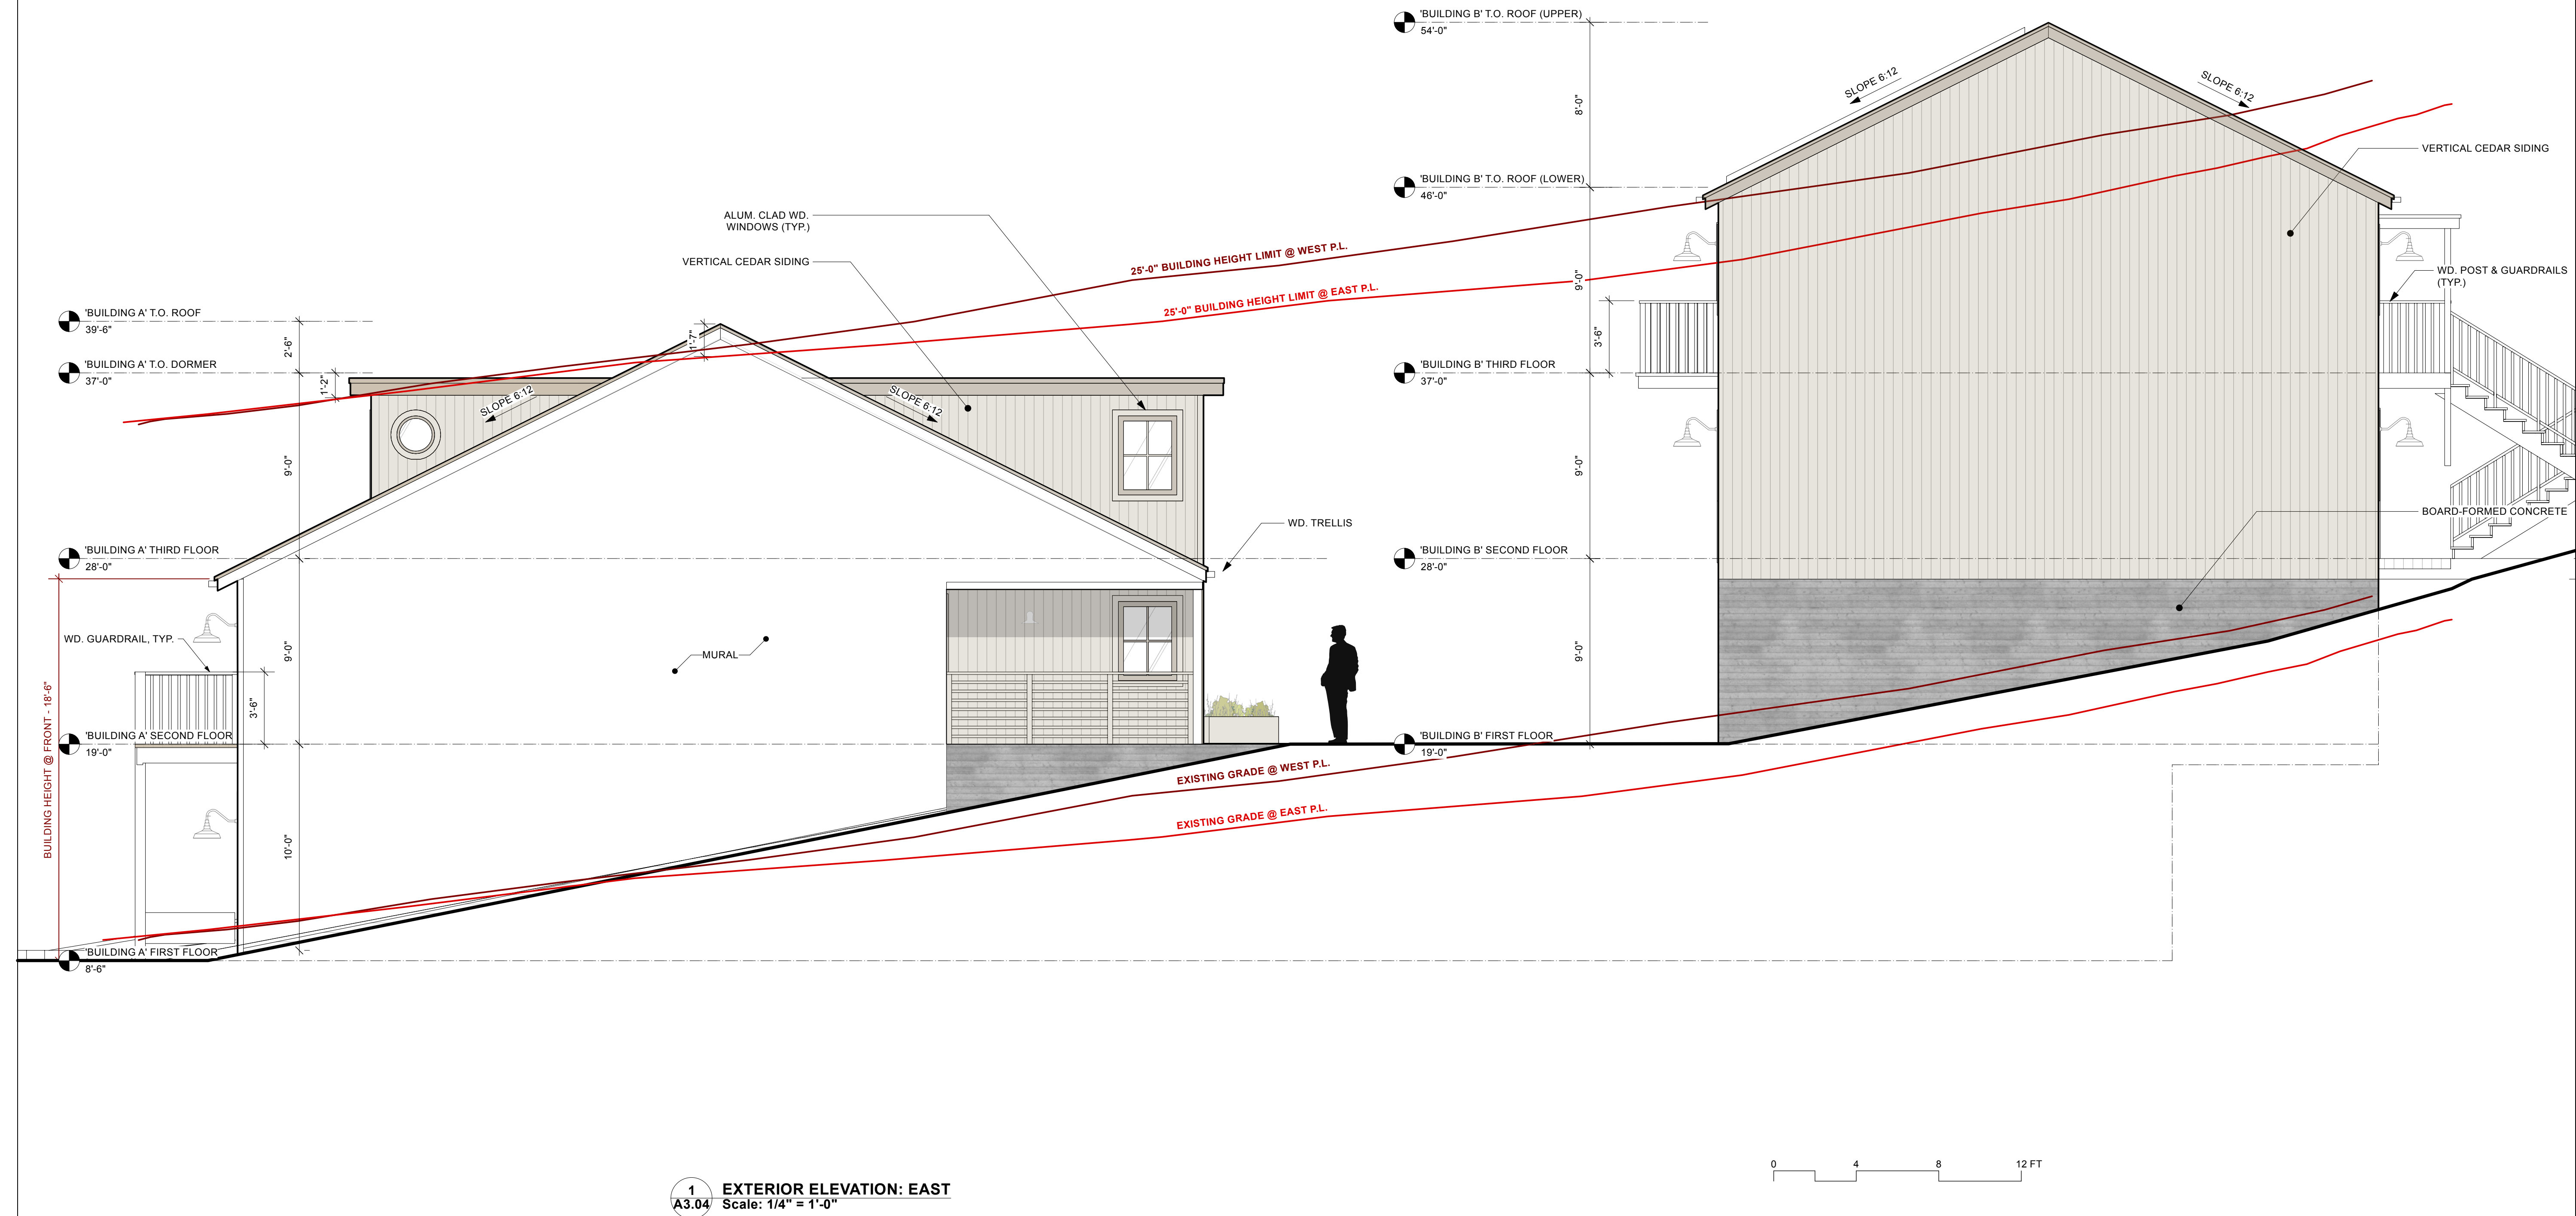 'BUILDING B' T.O. ROOF (UPPER)
54'-0"
8'-0"
SLOPE 6:12
SLOPE 6:12
VERTICAL CEDAR SIDING
'BUILDING B' T.O. ROOF (LOWER)
46'-0"
ALUM. CLAD WD.
WINDOWS (TYP.)
VERTICAL CEDAR SIDING
25'-0" BUILDING HEIGHT LIMIT @ WEST P.L.
25'-0" BUILDING HEIGHT LIMIT @ EAST P.L.
9'-0"
WD. POST & GUARDRAILS
(TYP.)
'BUILDING A' T.O. ROOF
39'-6"
2'-6"
1'-7"
3'-6"
'BUILDING A' T.O. DORMER
37'-0"
1'-2"
'BUILDING B' THIRD FLOOR
37'-0"
SLOPE 6:12
SLOPE 6:12
9'-0"
9'-0"
BOARD-FORMED CONCRETE
WD. TRELLIS
'BUILDING A' THIRD FLOOR
28'-0"
'BUILDING B' SECOND FLOOR
28'-0"
WD. GUARDRAIL, TYP.
9'-0"
MURAL
9'-0"
3'-6"
BUILDING HEIGHT @ FRONT - 18'-6"
'BUILDING A' SECOND FLOOR
19'-0"
'BUILDING B' FIRST FLOOR
19'-0"
EXISTING GRADE @ WEST P.L.
EXISTING GRADE @ EAST P.L.
10'-0"
'BUILDING A' FIRST FLOOR
8'-6"
0 4 8 12 FT
1
A3.04
EXTERIOR ELEVATION: EAST
Scale: 1/4" = 1'-0"